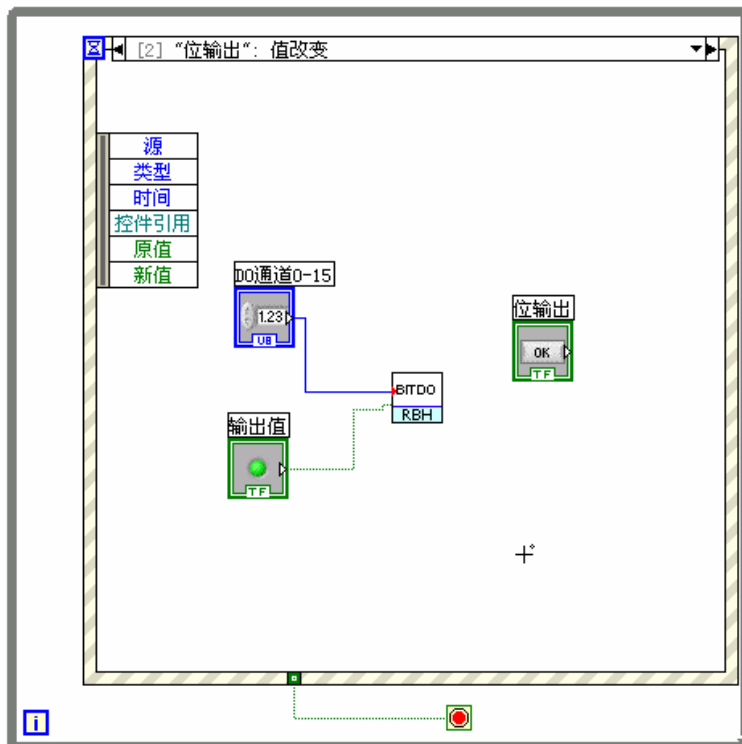 [2] "位输出": 值改变
源
类型
时间
控件引用
原值
新值
DO通道0-15
1.23
U8
位输出
OK
TF
BITDO
RBH
输出值
TF
i